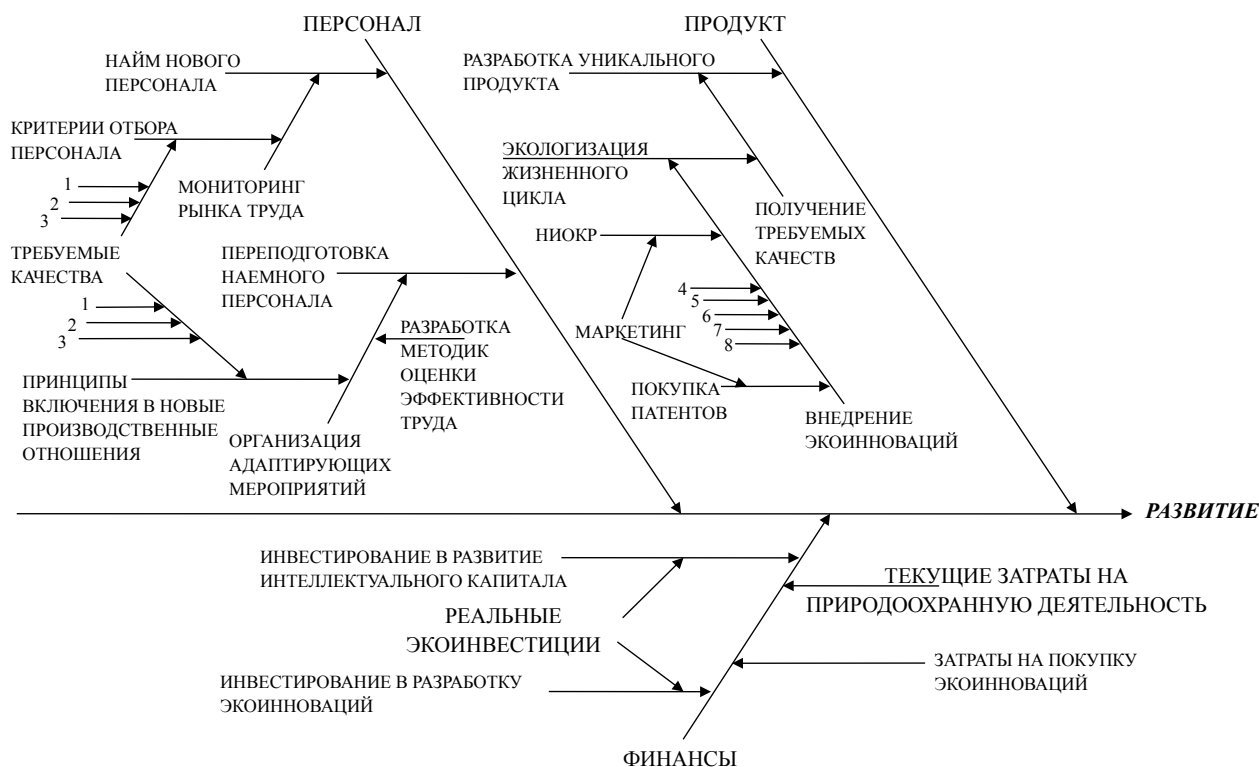 ПЕРСОНАЛ
ПРОДУКТ
НАЙМ НОВОГО
ПЕРСОНАЛА
РАЗРАБОТКА УНИКАЛЬНОГО
ПРОДУКТА
КРИТЕРИИ ОТБОРА
ПЕРСОНАЛА
ЭКОЛОГИЗАЦИЯ
ЖИЗНЕННОГО
ЦИКЛА
1
2
3
МОНИТОРИНГ
РЫНКА ТРУДА
ПОЛУЧЕНИЕ
ТРЕБУЕМЫХ
КАЧЕСТВ
НИОКР
ТРЕБУЕМЫЕ
КАЧЕСТВА
ПЕРЕПОДГОТОВКА
НАЕМНОГО
ПЕРСОНАЛА
1
2
3
4
5
6
7
8
МАРКЕТИНГ
РАЗРАБОТКА
МЕТОДИК
ОЦЕНКИ
ЭФФЕКТИВНОСТИ
ТРУДА
ПРИНЦИПЫ
ВКЛЮЧЕНИЯ В НОВЫЕ
ПРОИЗВОДСТВЕННЫЕ
ОТНОШЕНИЯ
ПОКУПКА
ПАТЕНТОВ
ВНЕДРЕНИЕ
ЭКОИННОВАЦИЙ
ОРГАНИЗАЦИЯ
АДАПТИРУЮЩИХ
МЕРОПРИЯТИЙ
РАЗВИТИЕ
ИНВЕСТИРОВАНИЕ В РАЗВИТИЕ
ИНТЕЛЛЕКТУАЛЬНОГО КАПИТАЛА
ТЕКУЩИЕ ЗАТРАТЫ НА
ПРИРОДООХРАННУЮ ДЕЯТЕЛЬНОСТЬ
РЕАЛЬНЫЕ
ЭКОИНВЕСТИЦИИ
ЗАТРАТЫ НА ПОКУПКУ
ЭКОИННОВАЦИЙ
ИНВЕСТИРОВАНИЕ В РАЗРАБОТКУ
ЭКОИННОВАЦИЙ
ФИНАНСЫ